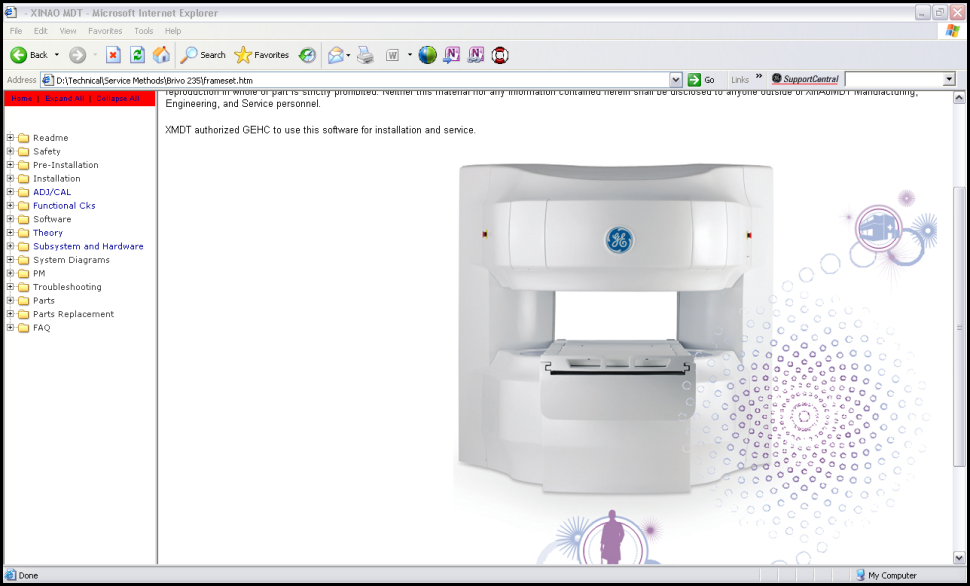 - XINAO MDT - Microsoft Internet Explorer
File Edit View Favorites Tools Help
Back Search Favorites
Address D:\Technical\Service Methods\Brivo 235\frameset.htm Go Links » SupportCentral
Home | Expand All | Collapse All
reproduction in whole or part is strictly prohibited. Neither this material nor any information contained herein shall be disclosed to anyone outside of XinAoMDT Manufacturing,
Engineering, and Service personnel.
XMDT authorized GEHC to use this software for installation and service.
Readme
Safety
Pre-Installation
Installation
ADJ/CAL
Functional Cks
Software
Theory
Subsystem and Hardware
System Diagrams
PM
Troubleshooting
Parts
Parts Replacement
FAQ
GE
Done My Computer